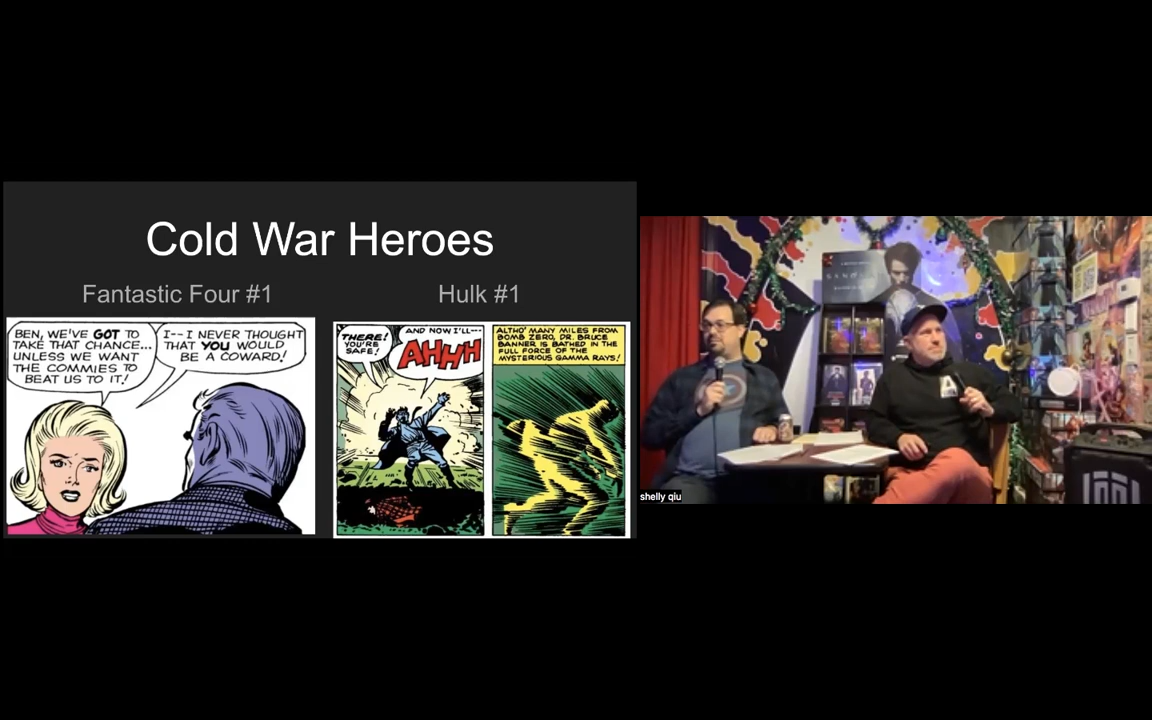 Cold War Heroes
Fantastic Four #1
Hulk #1
BEN, WE'VE GOT TO
TAKE THAT CHANCE...
UNLESS WE WANT
THE COMMIES TO
BEAT US TO IT!
I--I NEVER THOUGHT
THAT YOU WOULD
BE A COWARD!
THERE!
YOU'RE
SAFE!
AND NOW I'LL---
AHHH
ALTHO' MANY MILES FROM
BOMB ZERO, DR. BRUCE
BANNER IS BATHED IN THE
FULL FORCE OF THE
MYSTERIOUS GAMMA RAYS!
A
shelly qiu